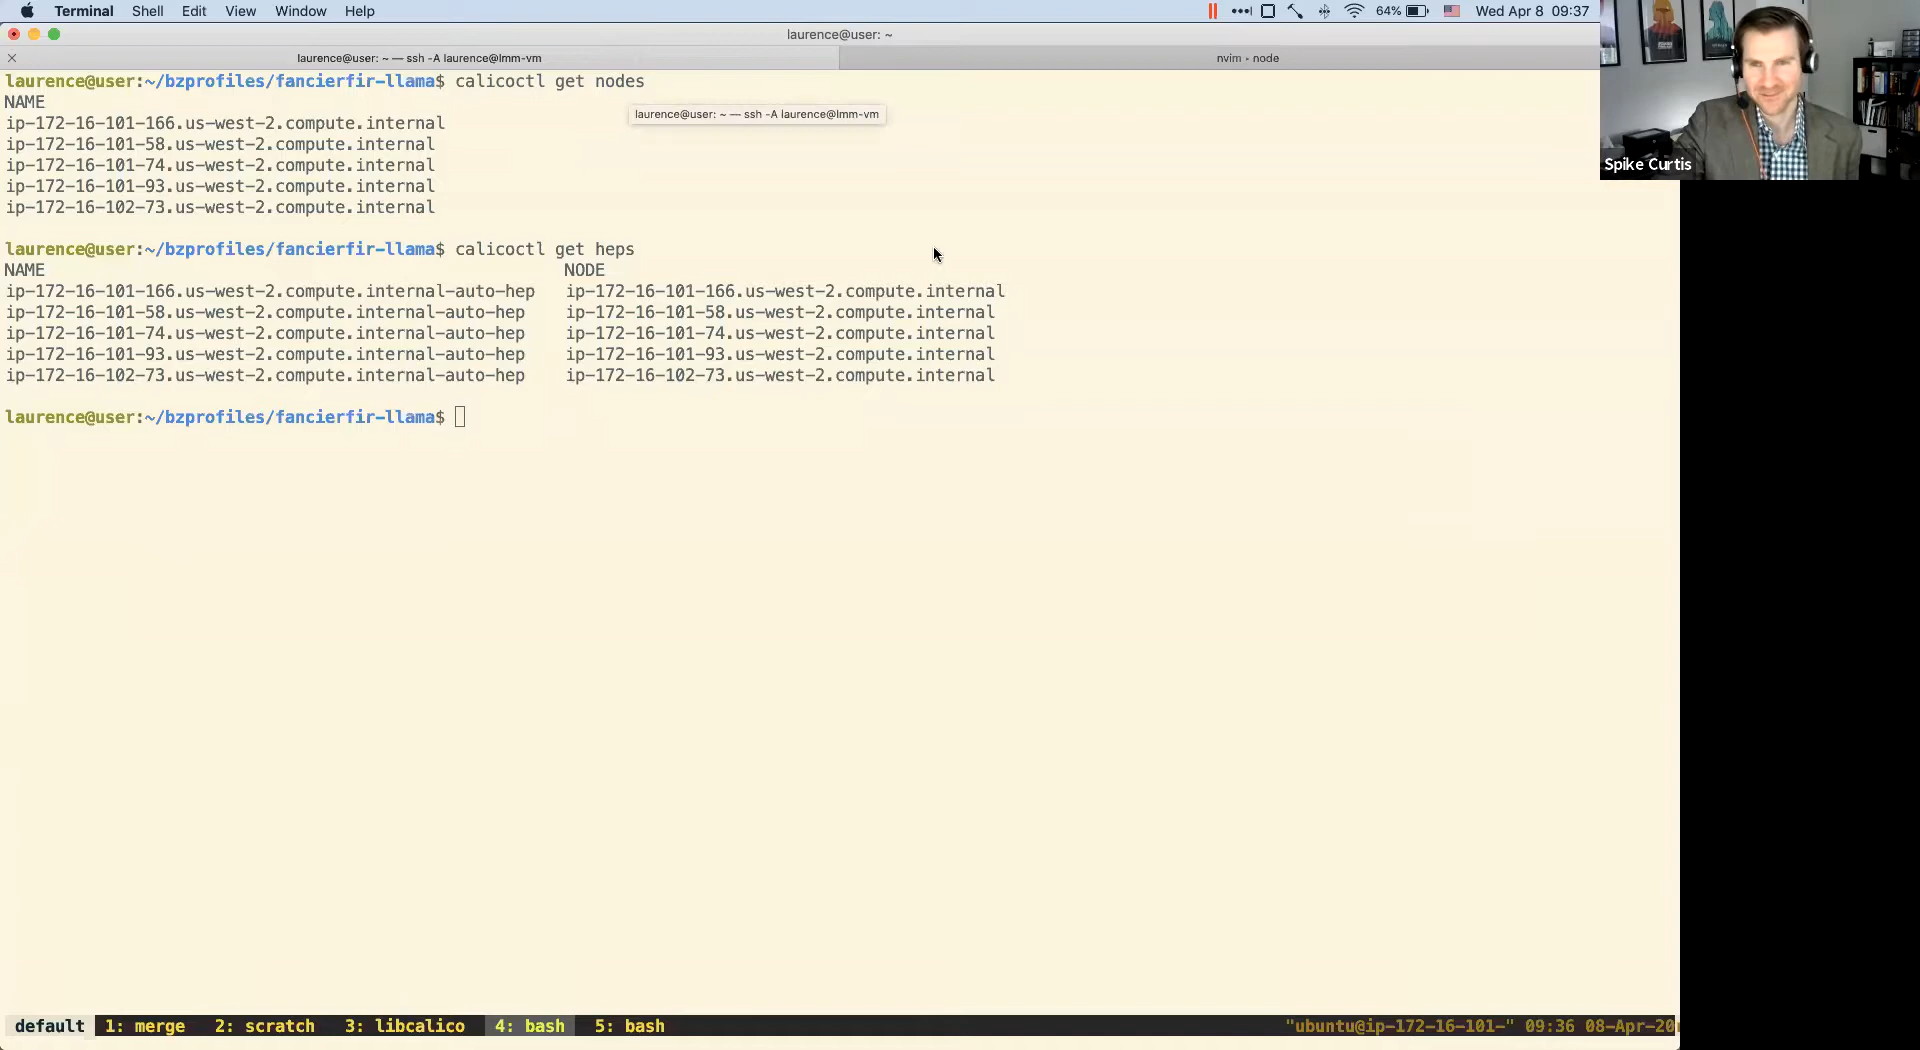 Terminal Shell Edit View Window Help 64% Wed Apr 8 09:37
laurence@user: ~
laurence@user: ~ — ssh -A laurence@lmm-vm
nvim • node
laurence@user:~/bzprofiles/fancierfir-llama$ calicoctl get nodes
NAME
laurence@user: ~ — ssh -A laurence@lmm-vm
ip-172-16-101-166.us-west-2.compute.internal
ip-172-16-101-58.us-west-2.compute.internal
ip-172-16-101-74.us-west-2.compute.internal
ip-172-16-101-93.us-west-2.compute.internal
ip-172-16-102-73.us-west-2.compute.internal
Spike Curtis
laurence@user:~/bzprofiles/fancierfir-llama$ calicoctl get heps
NAME NODE
ip-172-16-101-166.us-west-2.compute.internal-auto-hep ip-172-16-101-166.us-west-2.compute.internal
ip-172-16-101-58.us-west-2.compute.internal-auto-hep ip-172-16-101-58.us-west-2.compute.internal
ip-172-16-101-74.us-west-2.compute.internal-auto-hep ip-172-16-101-74.us-west-2.compute.internal
ip-172-16-101-93.us-west-2.compute.internal-auto-hep ip-172-16-101-93.us-west-2.compute.internal
ip-172-16-102-73.us-west-2.compute.internal-auto-hep ip-172-16-102-73.us-west-2.compute.internal
laurence@user:~/bzprofiles/fancierfir-llama$
default 1: merge 2: scratch 3: libcalico 4: bash 5: bash "ubuntu@ip-172-16-101-" 09:36 08-Apr-20